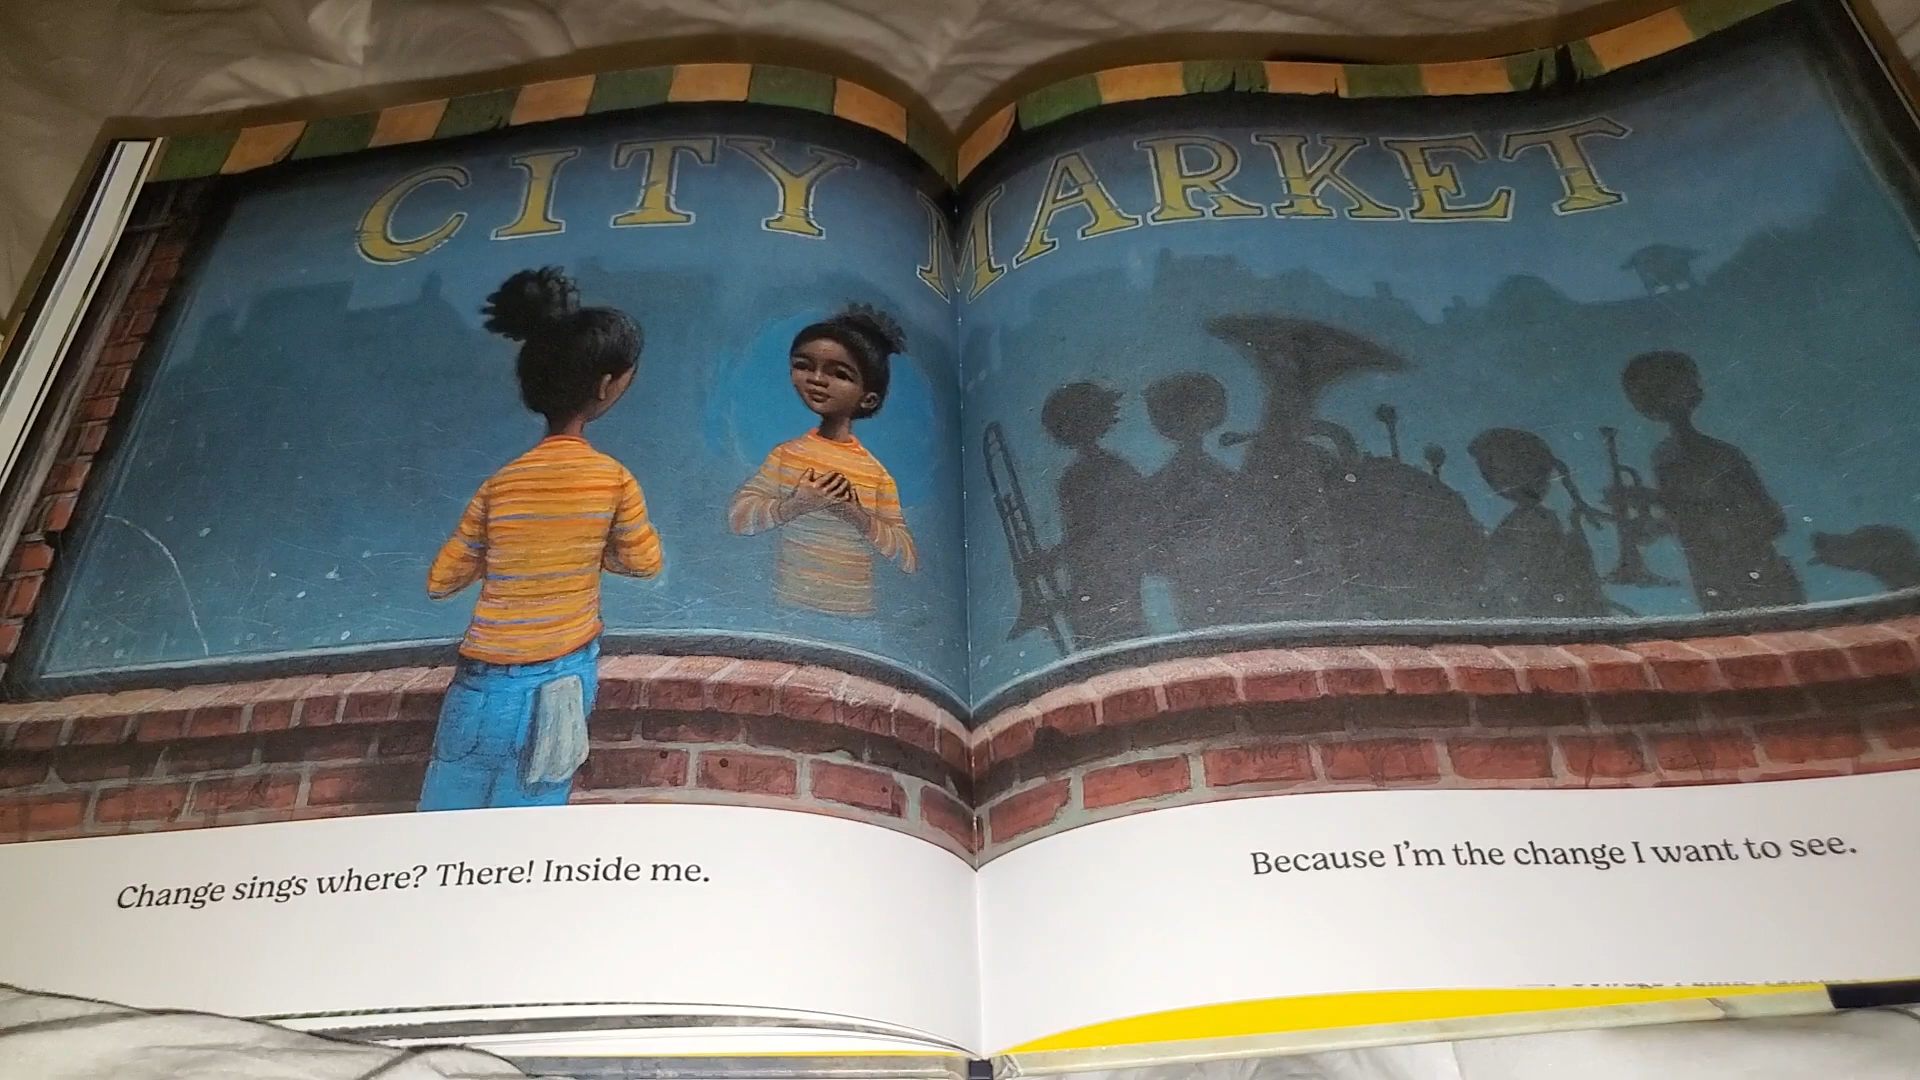 CITY MARKET
Change sings where? There! Inside me.
Because I'm the change I want to see.